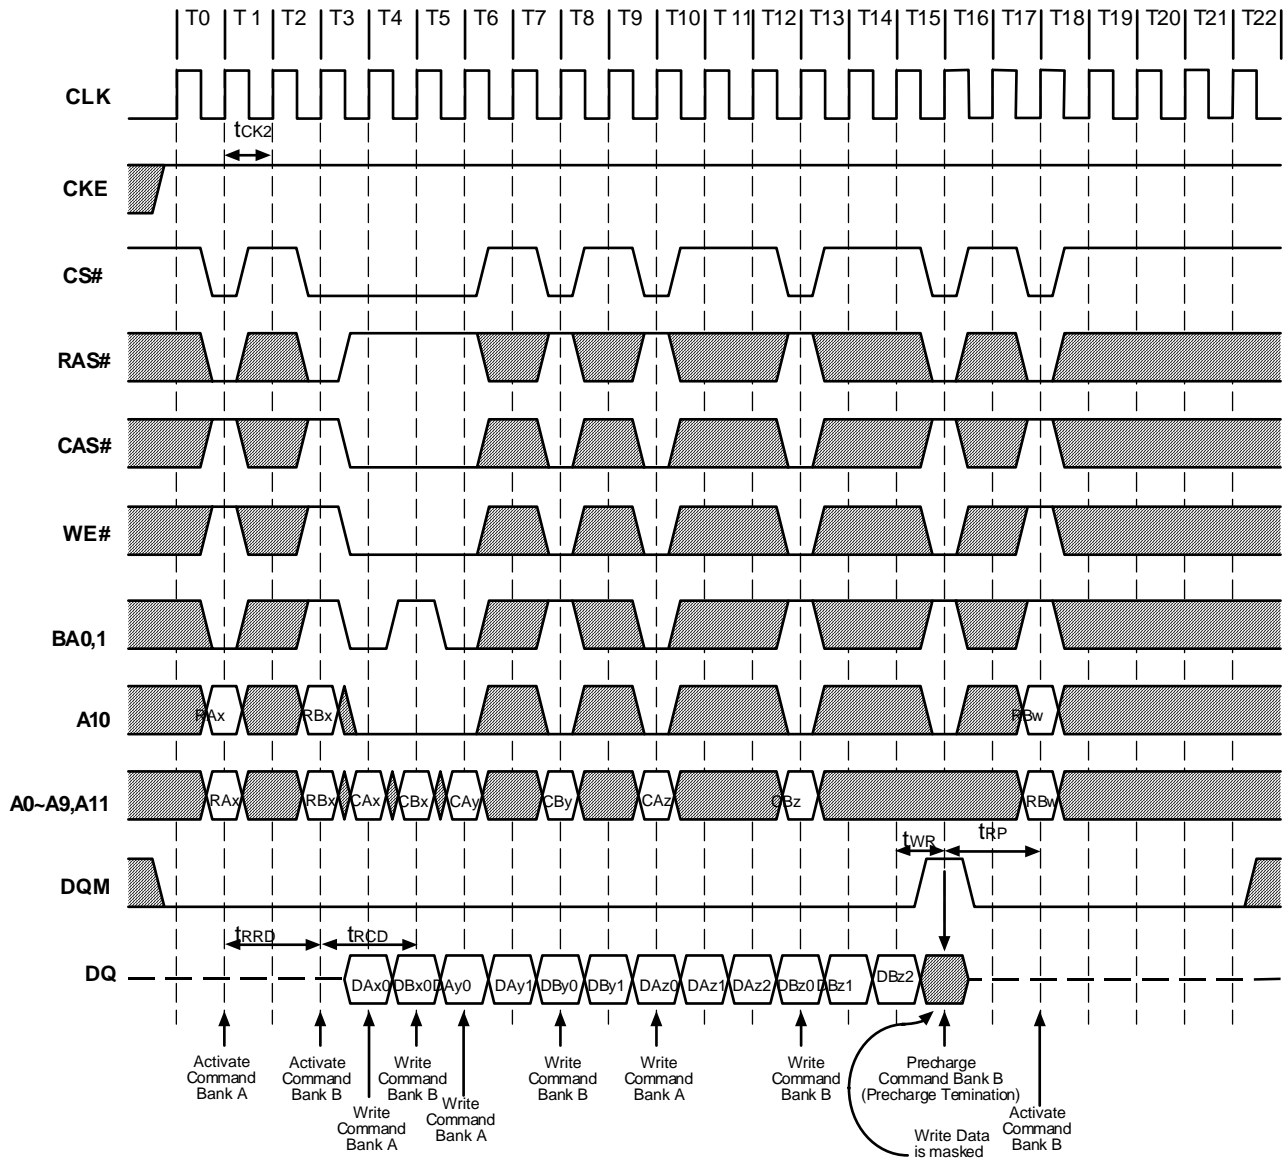 T0 T 1 T2 T3 T4 T5 T6 T7 T8 T9 T10 T 11 T12 T13 T14 T15 T16 T17 T18 T19 T20 T21 T22
CLK
tCK2
CKE
CS#
RAS#
CAS#
WE#
BA0,1
A10
RAx RBx RBw
A0~A9,A11
RAx RBx CAx CBx CAy CBy CAz CBz RBw
tWR tRP
DQM
tRRD tRCD
DQ
DAx0 DBx0 DAy0 DAy1 DBy0 DBy1 DAz0 DAz1 DAz2 DBz0 DBz1 DBz2
Activate
Command
Bank A
Activate
Command
Bank B
Write
Command
Bank A
Write
Command
Bank B
Write
Command
Bank A
Write
Command
Bank B
Write
Command
Bank A
Write
Command
Bank B
Precharge
Command Bank B
(Precharge Temination)
Write Data
is masked
Activate
Command
Bank B